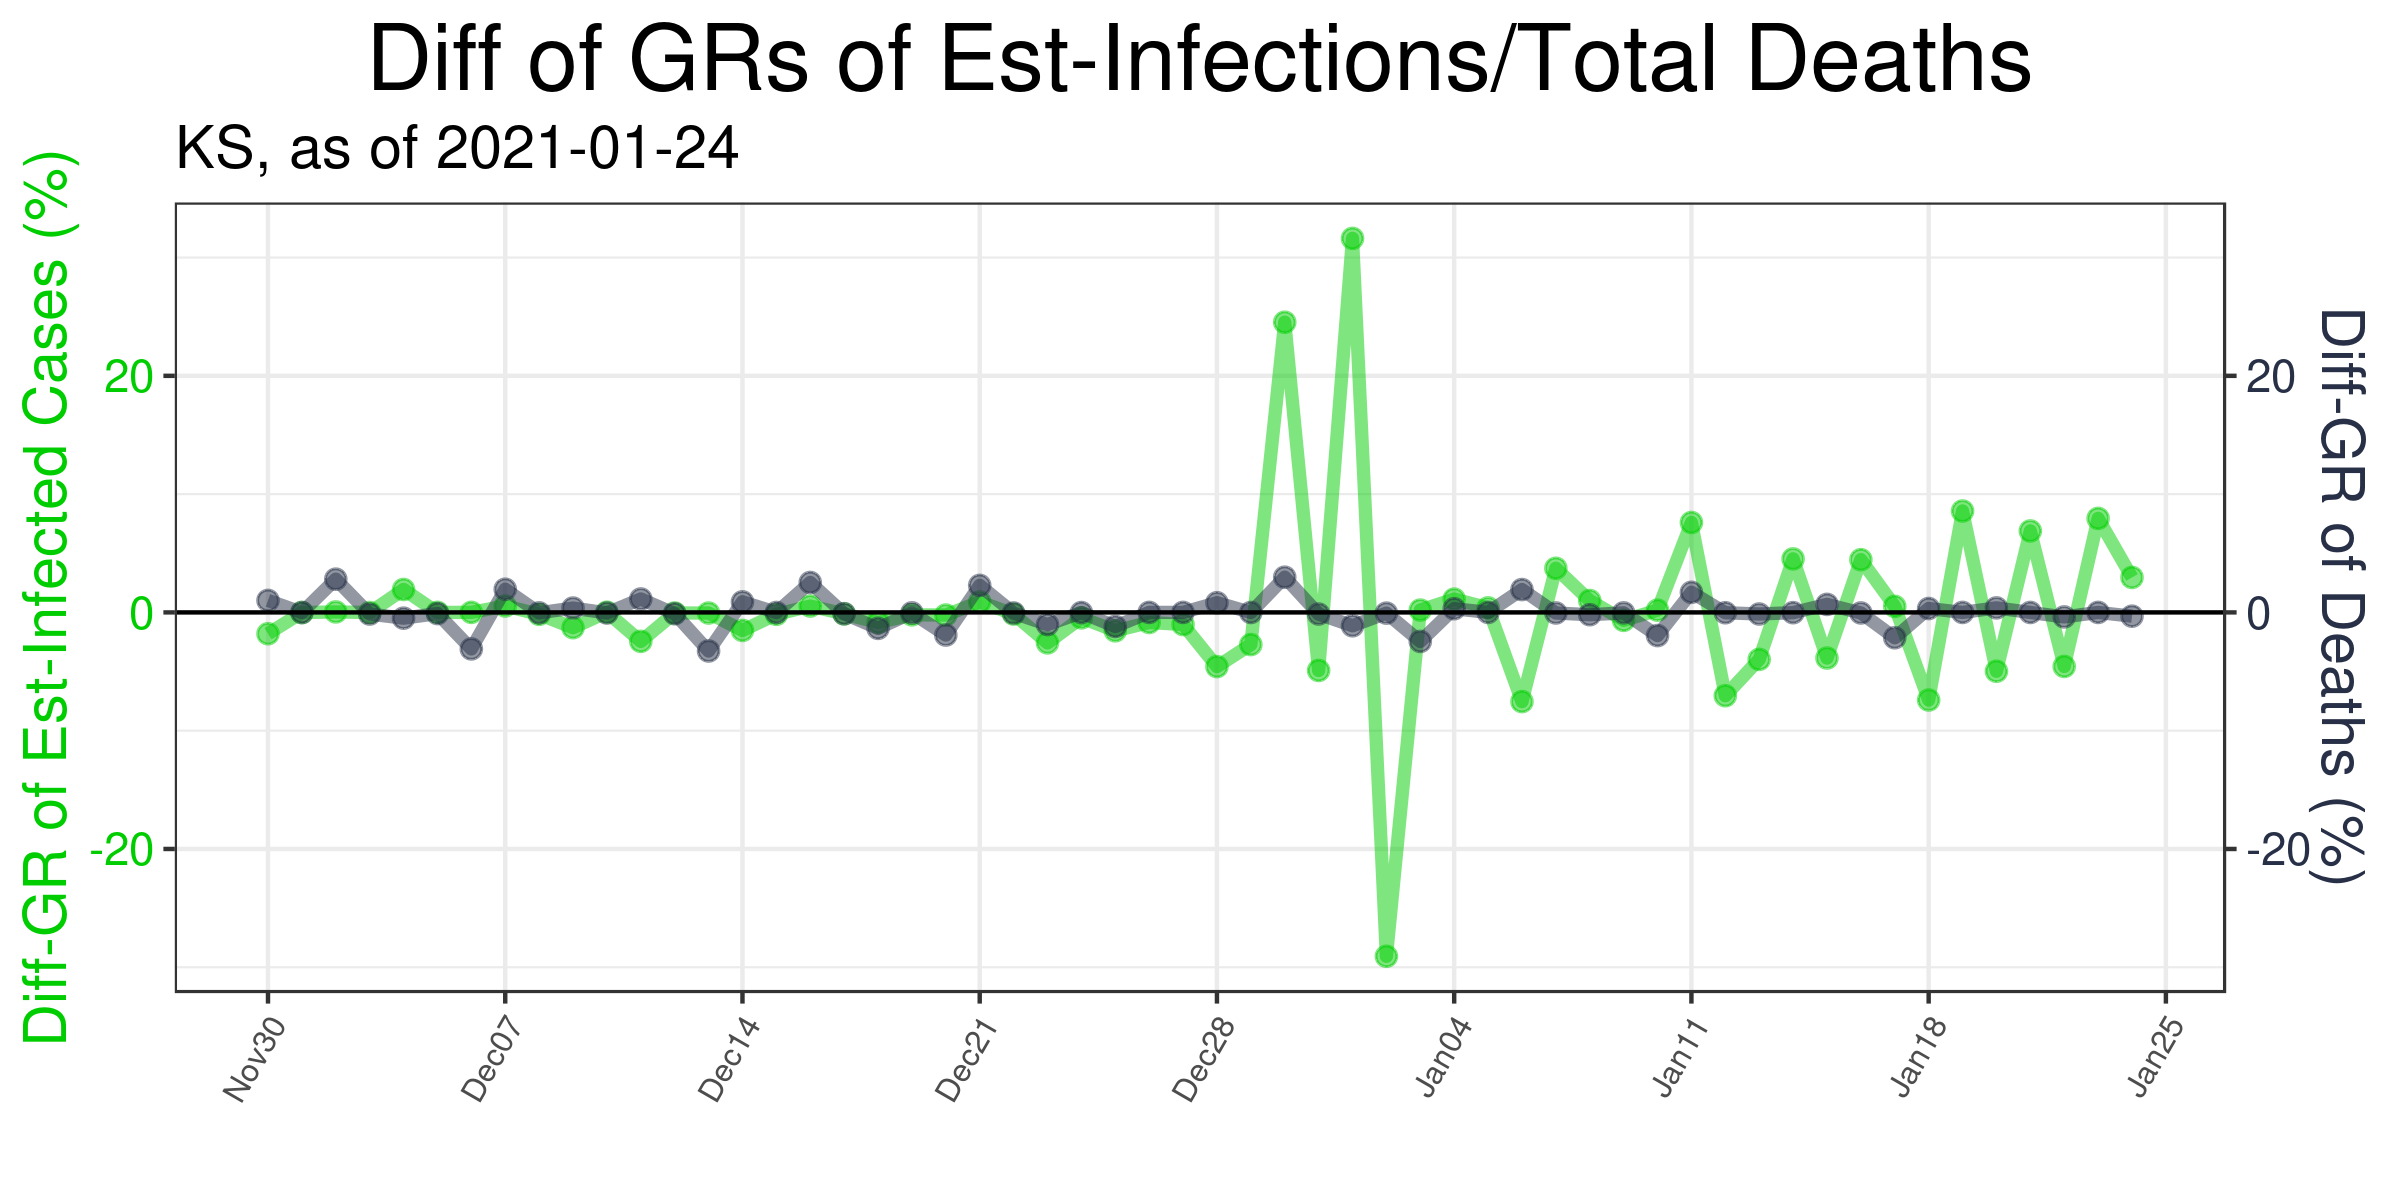 Diff of GRs of Est-Infections/Total Deaths
KS, as of 2021-01-24
Diff-GR of Est-Infected Cases (%)
20
0
-20
20
0
-20
Diff-GR of Deaths (%)
Nov30
Dec07
Dec14
Dec21
Dec28
Jan04
Jan11
Jan18
Jan25